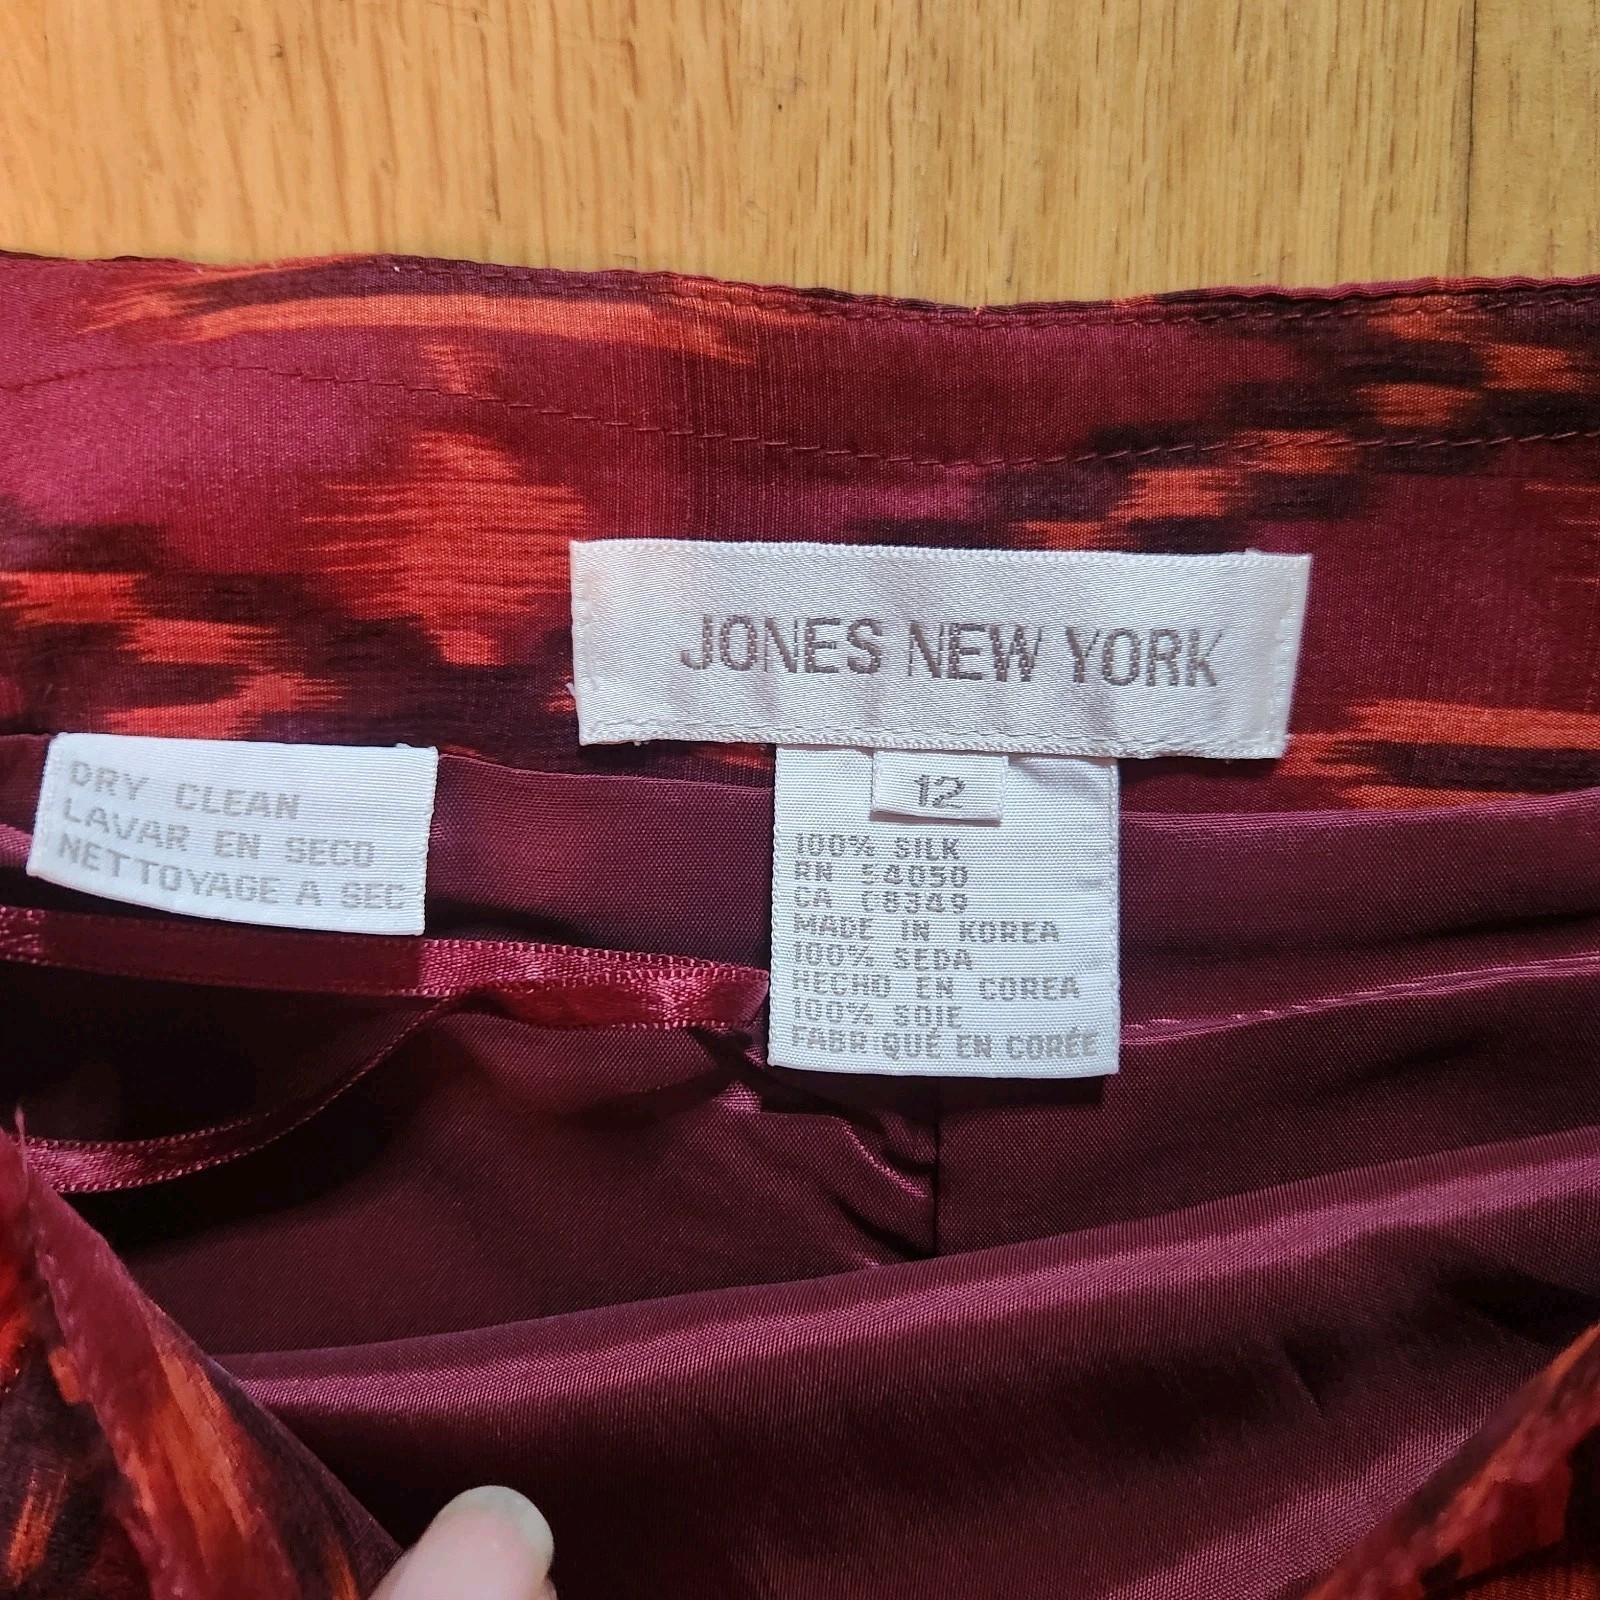 JONES NEW YORK
12
100% SILK
RN 54050
CA 08349
MADE IN KOREA
100% SEDA
HECHO EN COREA
100% SOIE
FABRIQUÉ EN CORÉE
DRY CLEAN
LAVAR EN SECO
NETTOYAGE A SEC